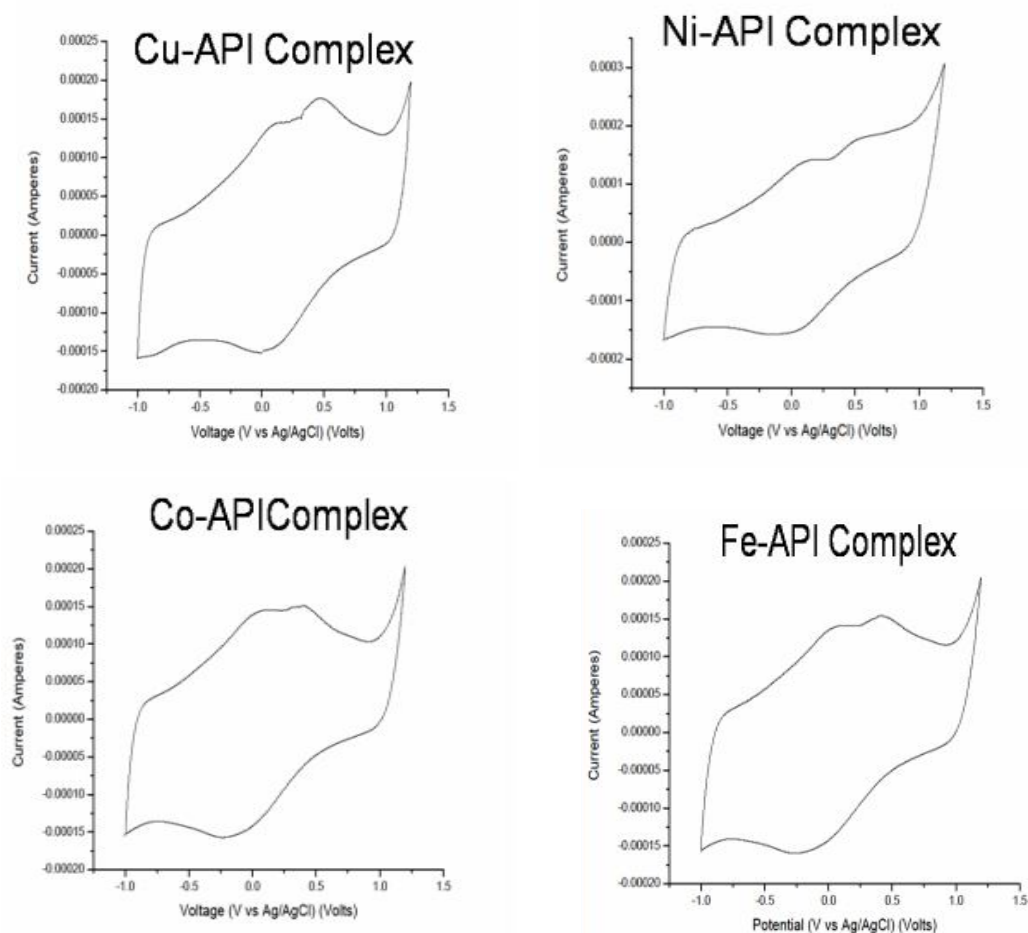 Cu-API Complex
0.00025
0.00020
0.00015
0.00010
0.00005
0.00000
-0.00005
-0.00010
-0.00015
-0.00020
Current (Amperes)
-1.0 -0.5 0.0 0.5 1.0 1.5
Voltage (V vs Ag/AgCl) (Volts)
Ni-API Complex
0.0003
0.0002
0.0001
0.0000
-0.0001
-0.0002
Current (Amperes)
-1.0 -0.5 0.0 0.5 1.0 1.5
Voltage (V vs Ag/AgCl) (Volts)
Co-APIComplex
0.00025
0.00020
0.00015
0.00010
0.00005
0.00000
-0.00005
-0.00010
-0.00015
-0.00020
Current (Amperes)
-1.0 -0.5 0.0 0.5 1.0 1.5
Voltage (V vs Ag/AgCl) (Volts)
Fe-API Complex
0.00025
0.00020
0.00015
0.00010
0.00005
0.00000
-0.00005
-0.00010
-0.00015
-0.00020
Current (Amperes)
-1.0 -0.5 0.0 0.5 1.0 1.5
Potential (V vs Ag/AgCl) (Volts)